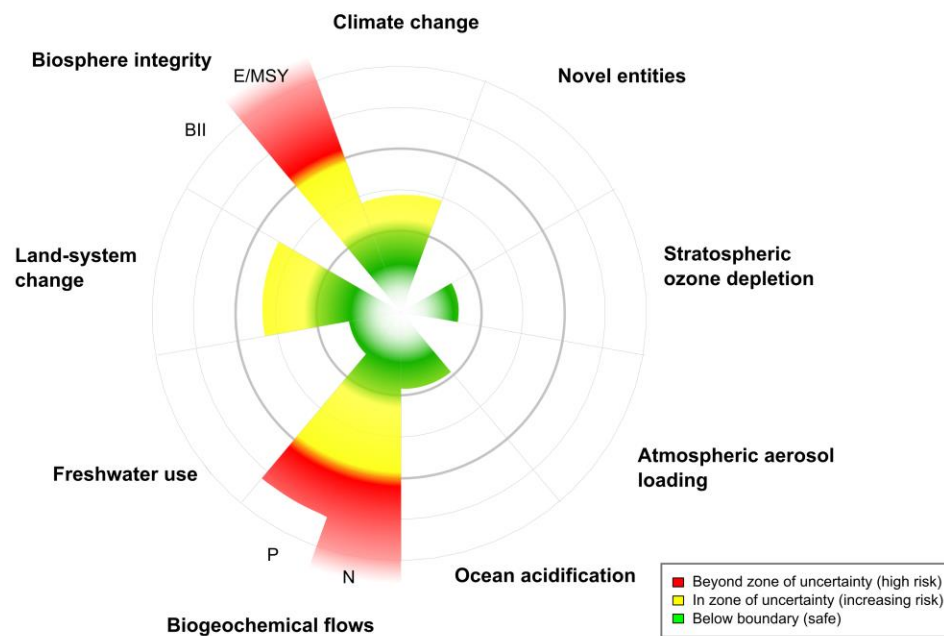 Climate change
Biosphere integrity
E/MSY
Novel entities
BII
Land-system
change
Stratospheric
ozone depletion
Freshwater use
Atmospheric aerosol
loading
P
N
Ocean acidification
Biogeochemical flows
Beyond zone of uncertainty (high risk)
In zone of uncertainty (increasing risk)
Below boundary (safe)